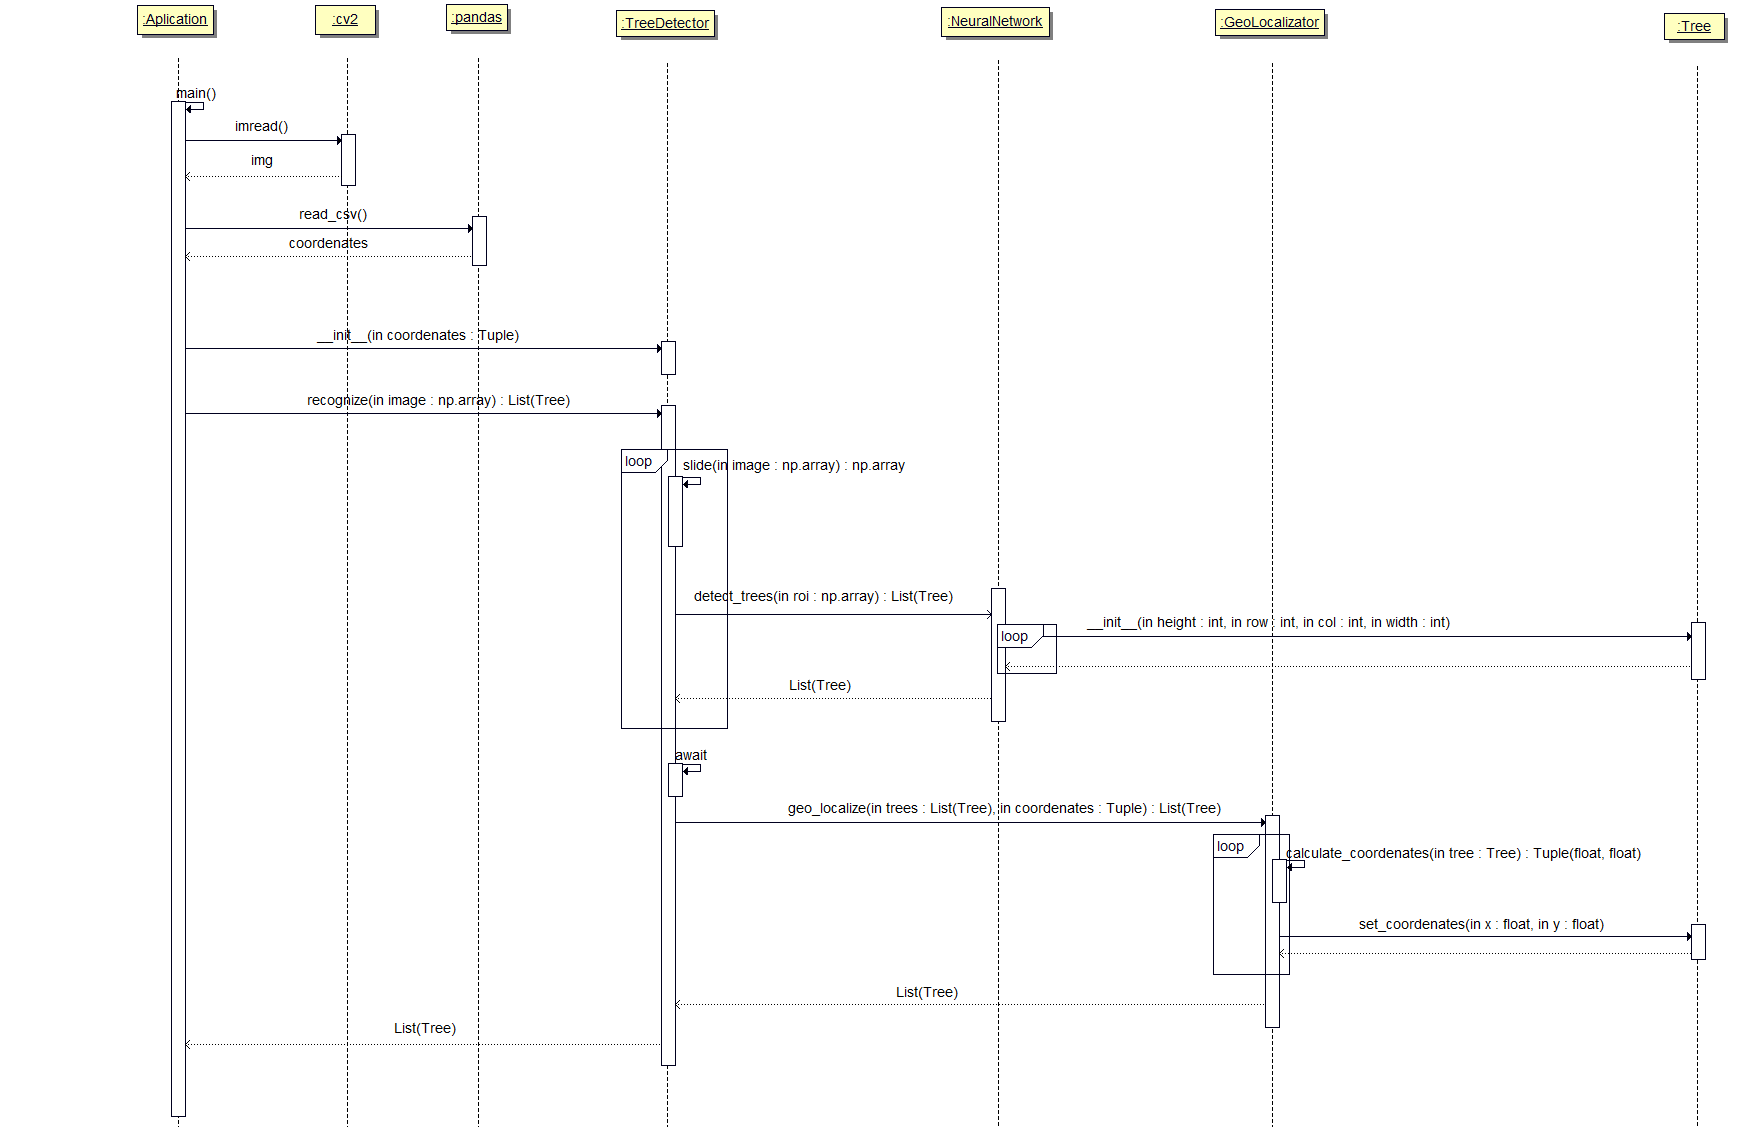 :Aplication
:cv2
:pandas
:TreeDetector
:NeuralNetwork
:GeoLocalizator
:Tree
main()
imread()
img
read_csv()
coordenates
__init__(in coordenates : Tuple)
recognize(in image : np.array) : List(Tree)
loop
slide(in image : np.array) : np.array
detect_trees(in roi : np.array) : List(Tree)
__init__(in height : int, in row : int, in col : int, in width : int)
loop
List(Tree)
await
geo_localize(in trees : List(Tree), in coordenates : Tuple) : List(Tree)
loop
calculate_coordenates(in tree : Tree) : Tuple(float, float)
set_coordenates(in x : float, in y : float)
List(Tree)
List(Tree)